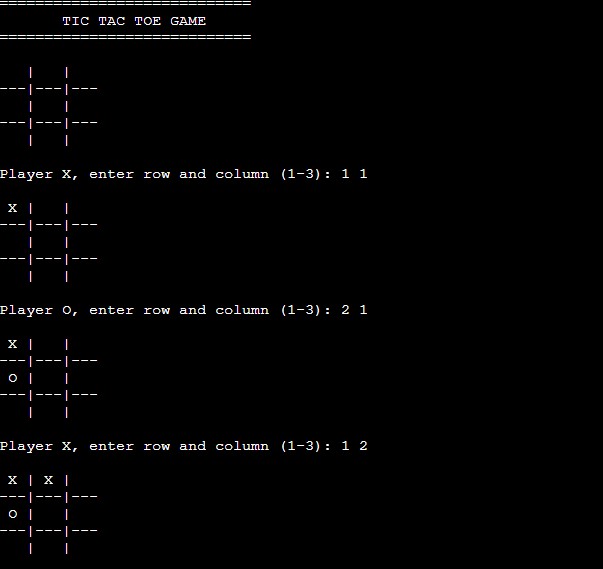 ============================
       TIC TAC TOE GAME
============================
   |   |
---|---|---
   |   |
---|---|---
   |   |
Player X, enter row and column (1-3): 1 1
 X |   |
---|---|---
   |   |
---|---|---
   |   |
Player O, enter row and column (1-3): 2 1
 X |   |
---|---|---
 O |   |
---|---|---
   |   |
Player X, enter row and column (1-3): 1 2
 X | X |
---|---|---
 O |   |
---|---|---
   |   |